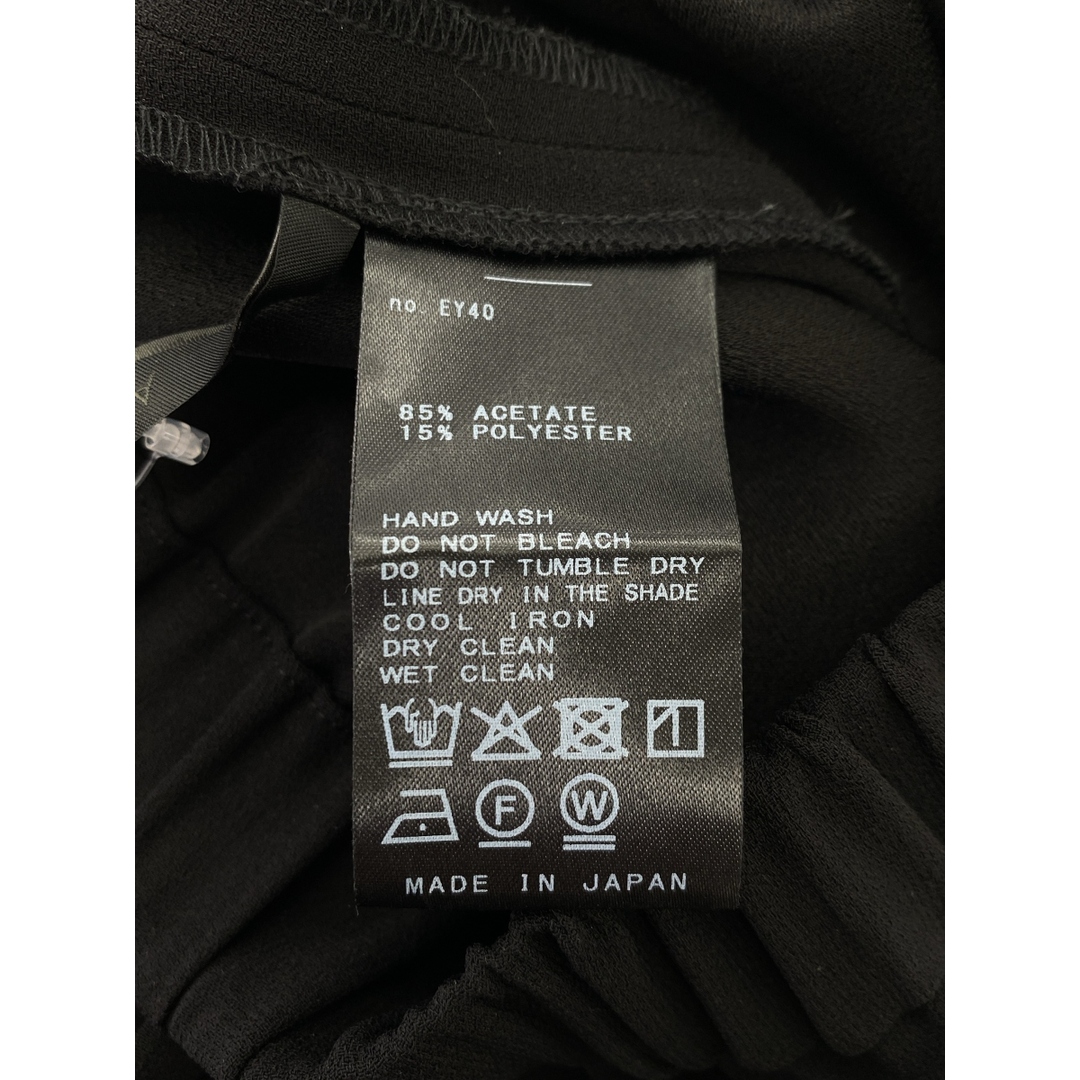 no. EY40
85% ACETATE
15% POLYESTER
HAND WASH
DO NOT BLEACH
DO NOT TUMBLE DRY
LINE DRY IN THE SHADE
COOL IRON
DRY CLEAN
WET CLEAN
F W
MADE IN JAPAN